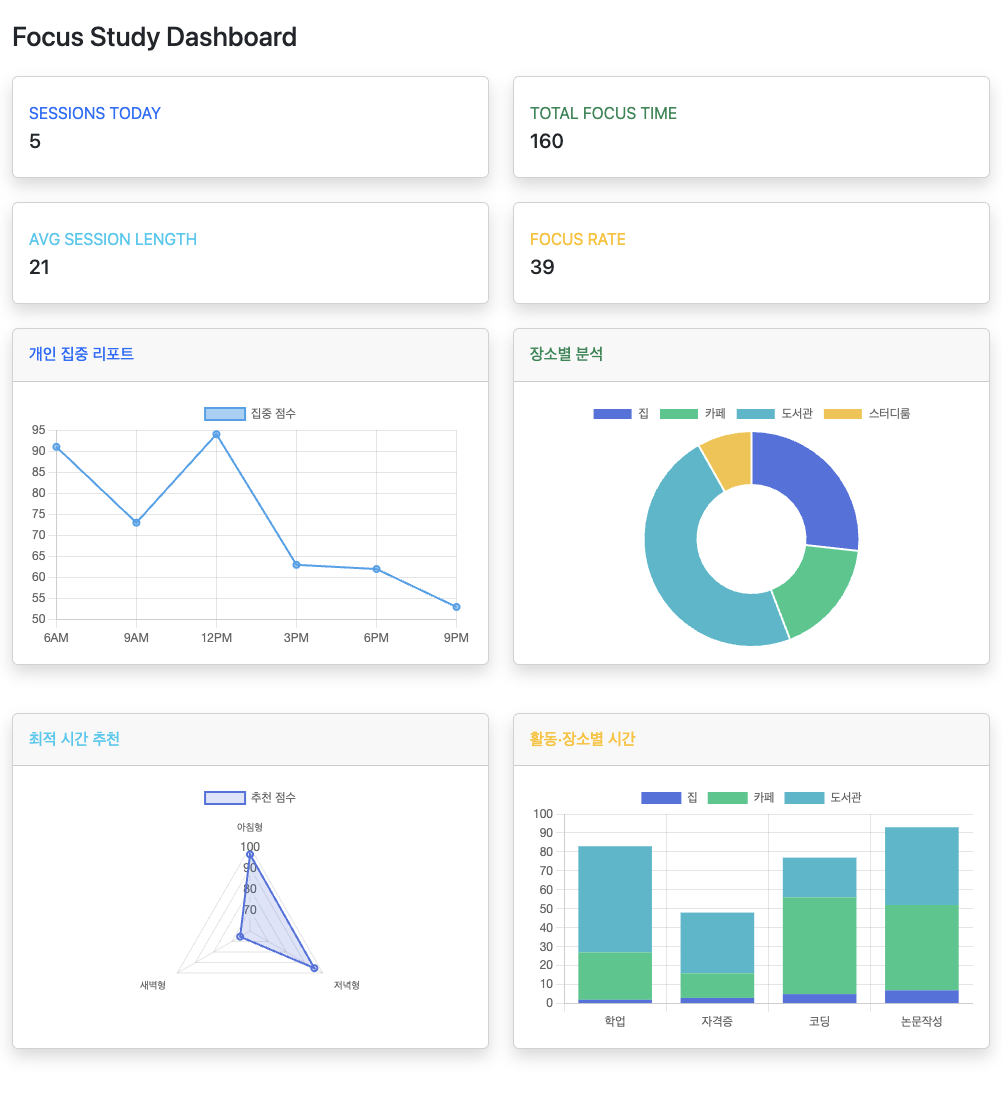 Focus Study Dashboard
SESSIONS TODAY
5
TOTAL FOCUS TIME
160
AVG SESSION LENGTH
21
FOCUS RATE
39
개인 집중 리포트
집중 점수
95
90
85
80
75
70
65
60
55
50
6AM 9AM 12PM 3PM 6PM 9PM
장소별 분석
집 카페 도서관 스터디룸
최적 시간 추천
추천 점수
아침형
100
90
80
70
새벽형 저녁형
활동·장소별 시간
집 카페 도서관
100
90
80
70
60
50
40
30
20
10
0
학업 자격증 코딩 논문작성